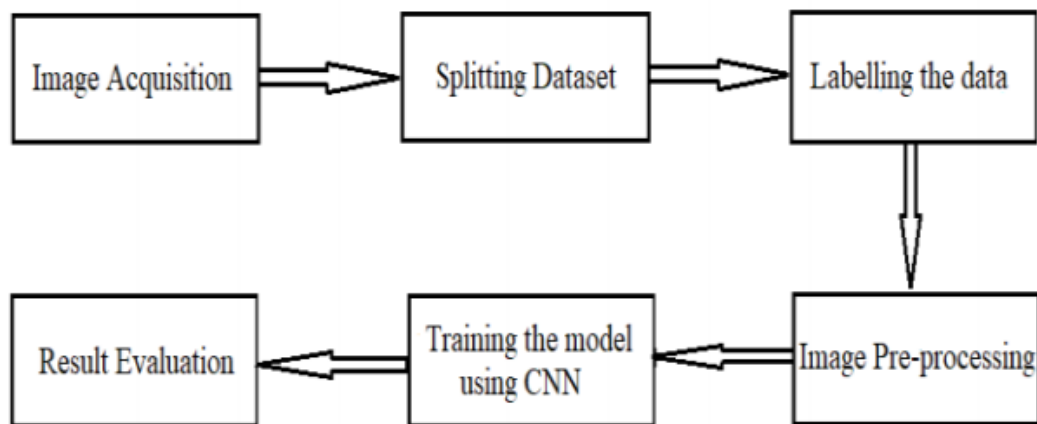 Image Acquisition
Splitting Dataset
Labelling the data
Image Pre-processing
Training the model
using CNN
Result Evaluation